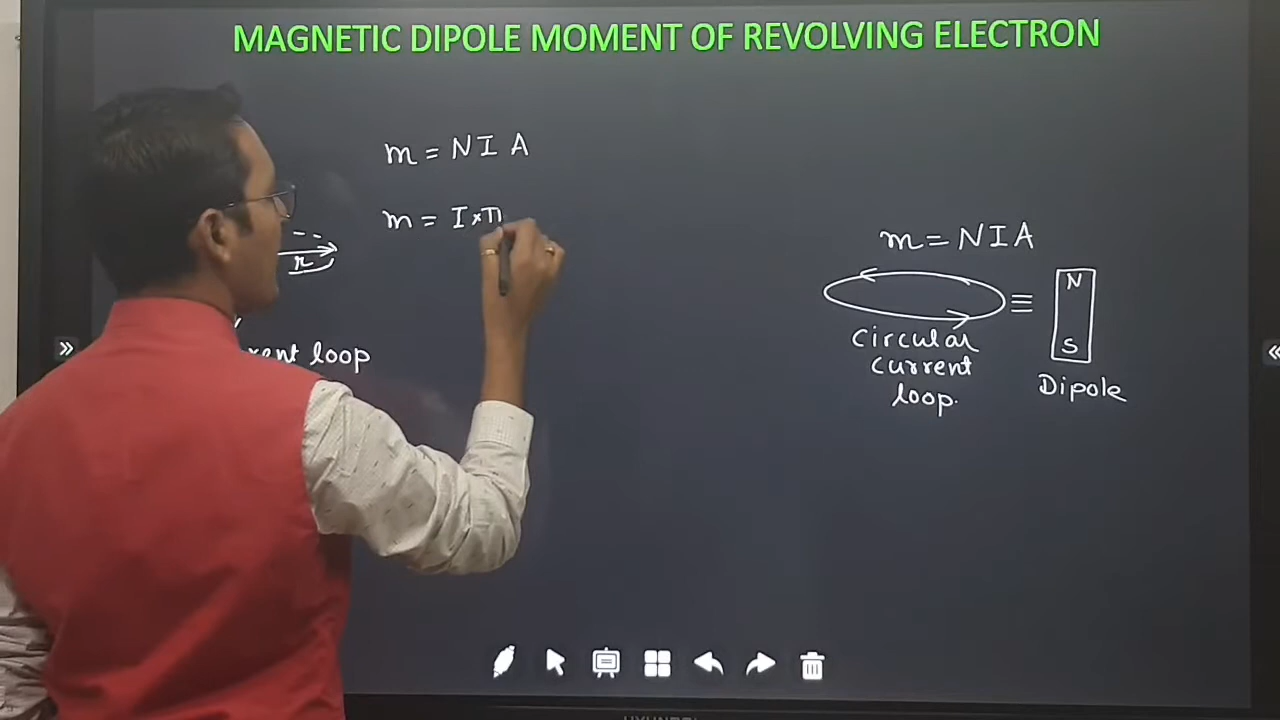 MAGNETIC DIPOLE MOMENT OF REVOLVING ELECTRON
m = N I A
m = I × π
r
rent loop
m = N I A
N
S
Circular
current
loop.
Dipole